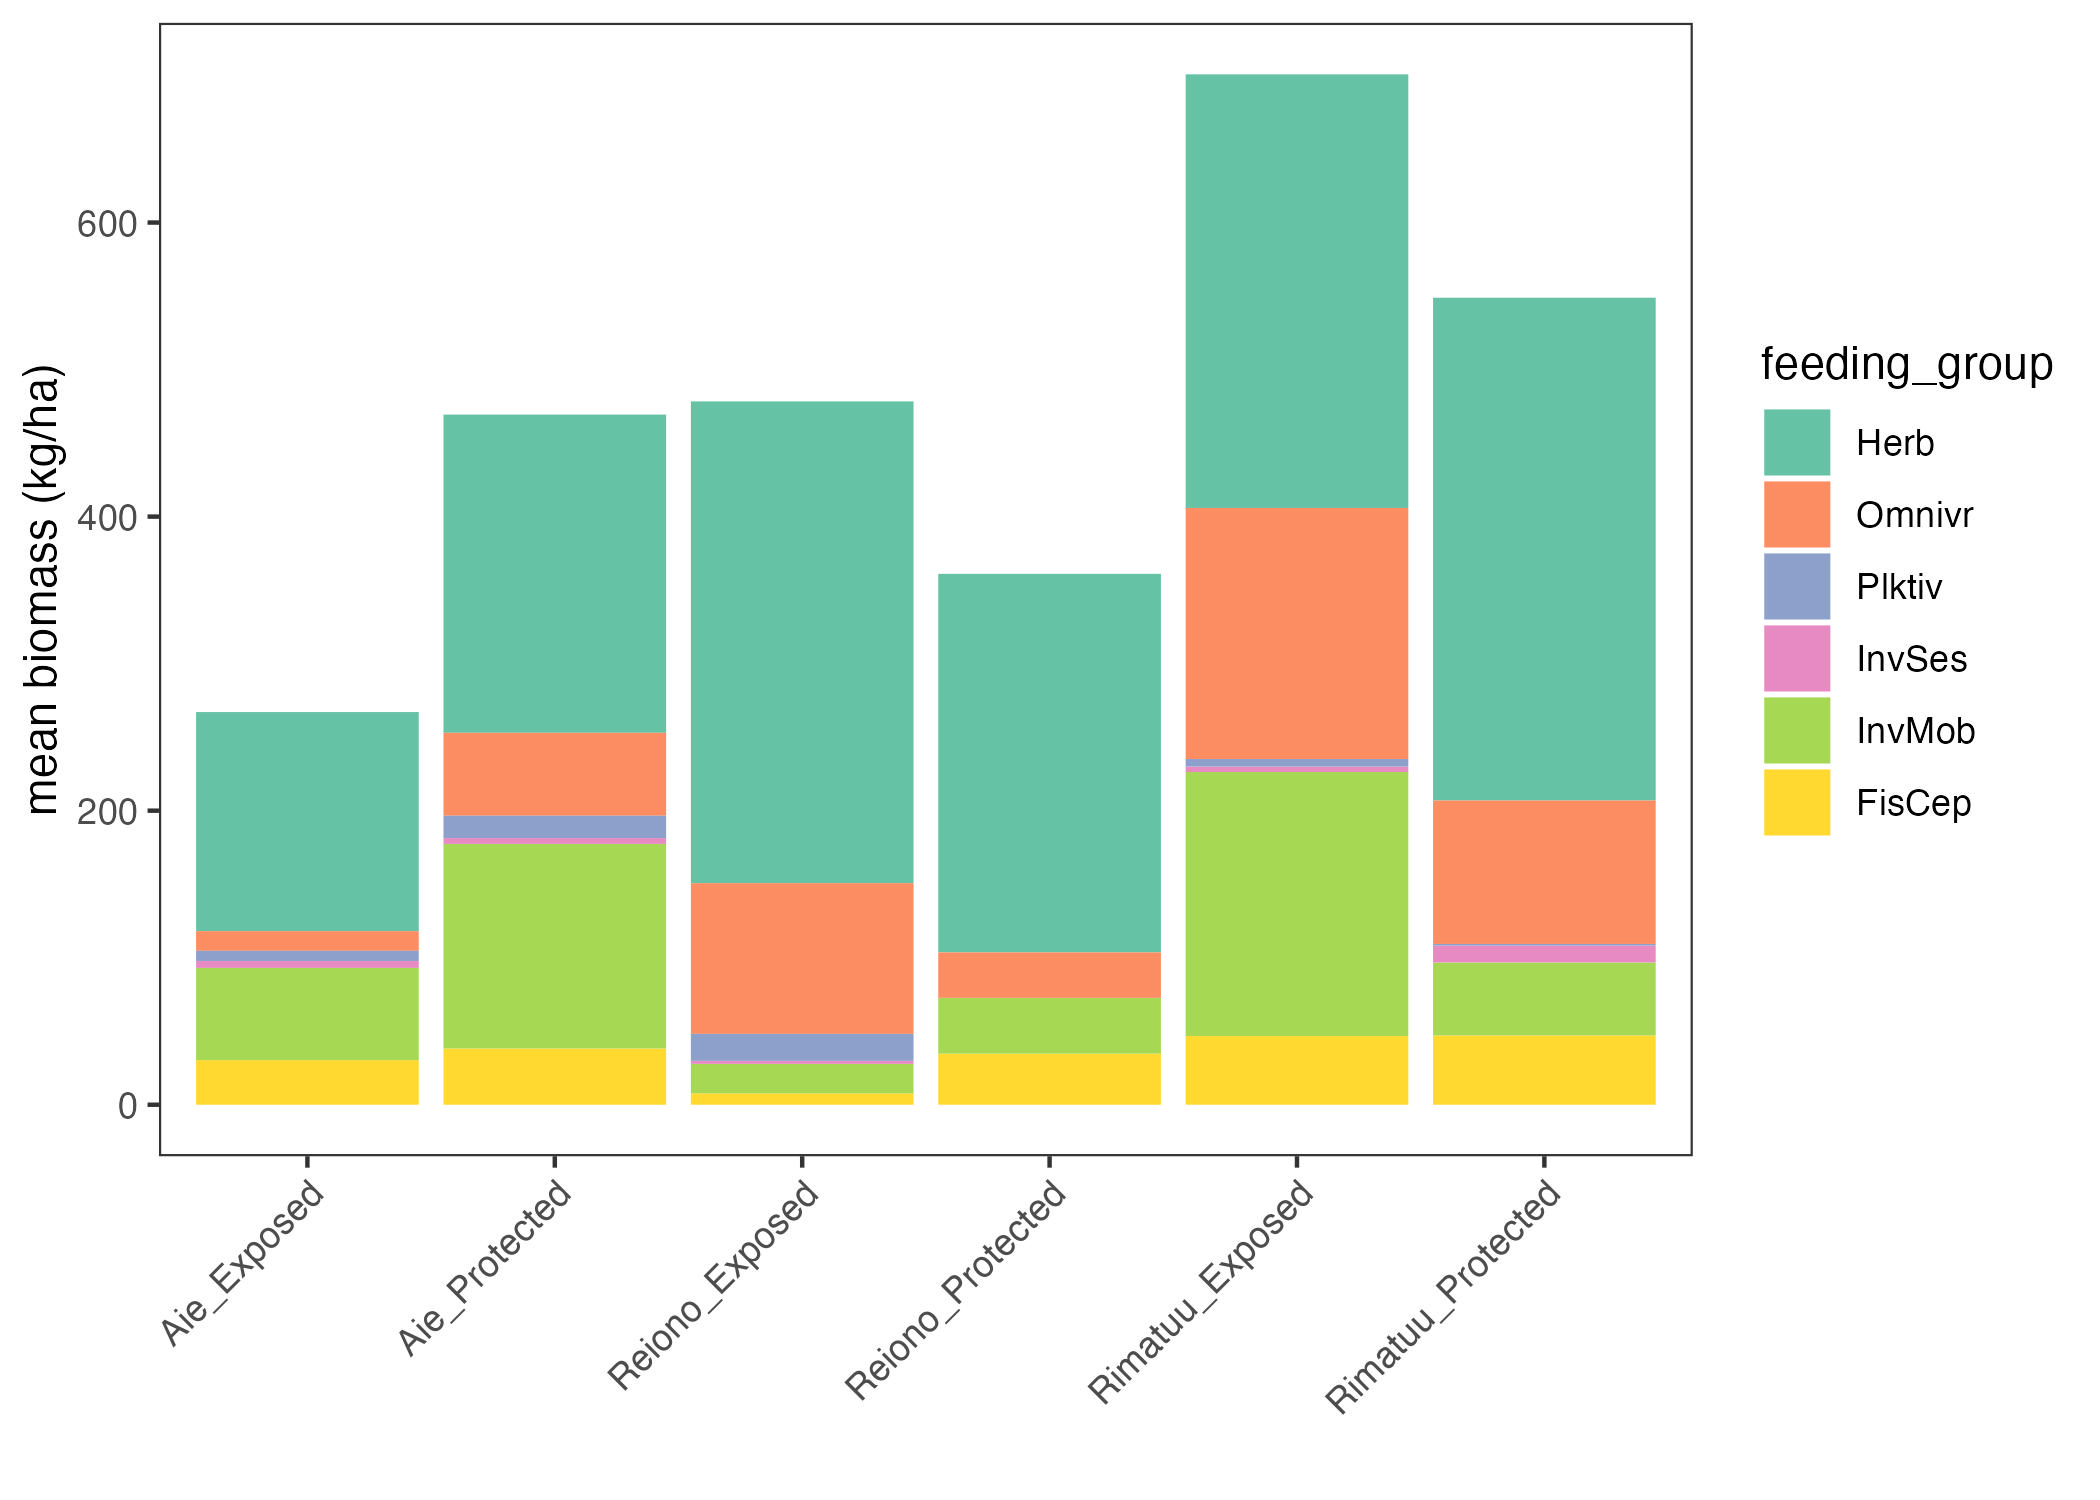 mean biomass (kg/ha)
600
400
200
0
Aie_Exposed
Aie_Protected
Reiono_Exposed
Reiono_Protected
Rimatuu_Exposed
Rimatuu_Protected
feeding_group
Herb
Omnivr
Plktiv
InvSes
InvMob
FisCep